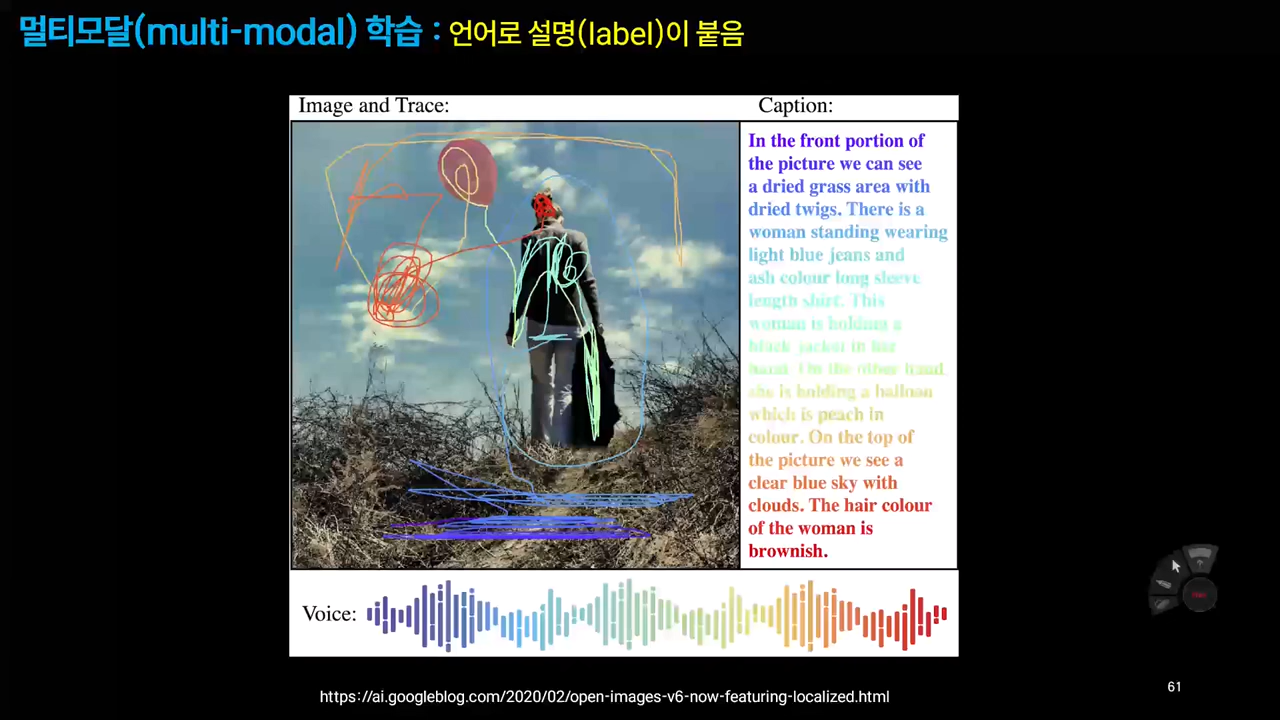 멀티모달(multi-modal) 학습 : 언어로 설명(label)이 붙음
Image and Trace:
Caption:
In the front portion of
the picture we can see
a dried grass area with
dried twigs. There is a
woman standing wearing
light blue jeans and
ash colour long sleeve
length shirt. This
woman is holding a
black jacket in her
hand. On the other hand
she is holding a balloon
which is peach in
colour. On the top of
the picture we see a
clear blue sky with
clouds. The hair colour
of the woman is
brownish.
Voice:
https://ai.googleblog.com/2020/02/open-images-v6-now-featuring-localized.html
61